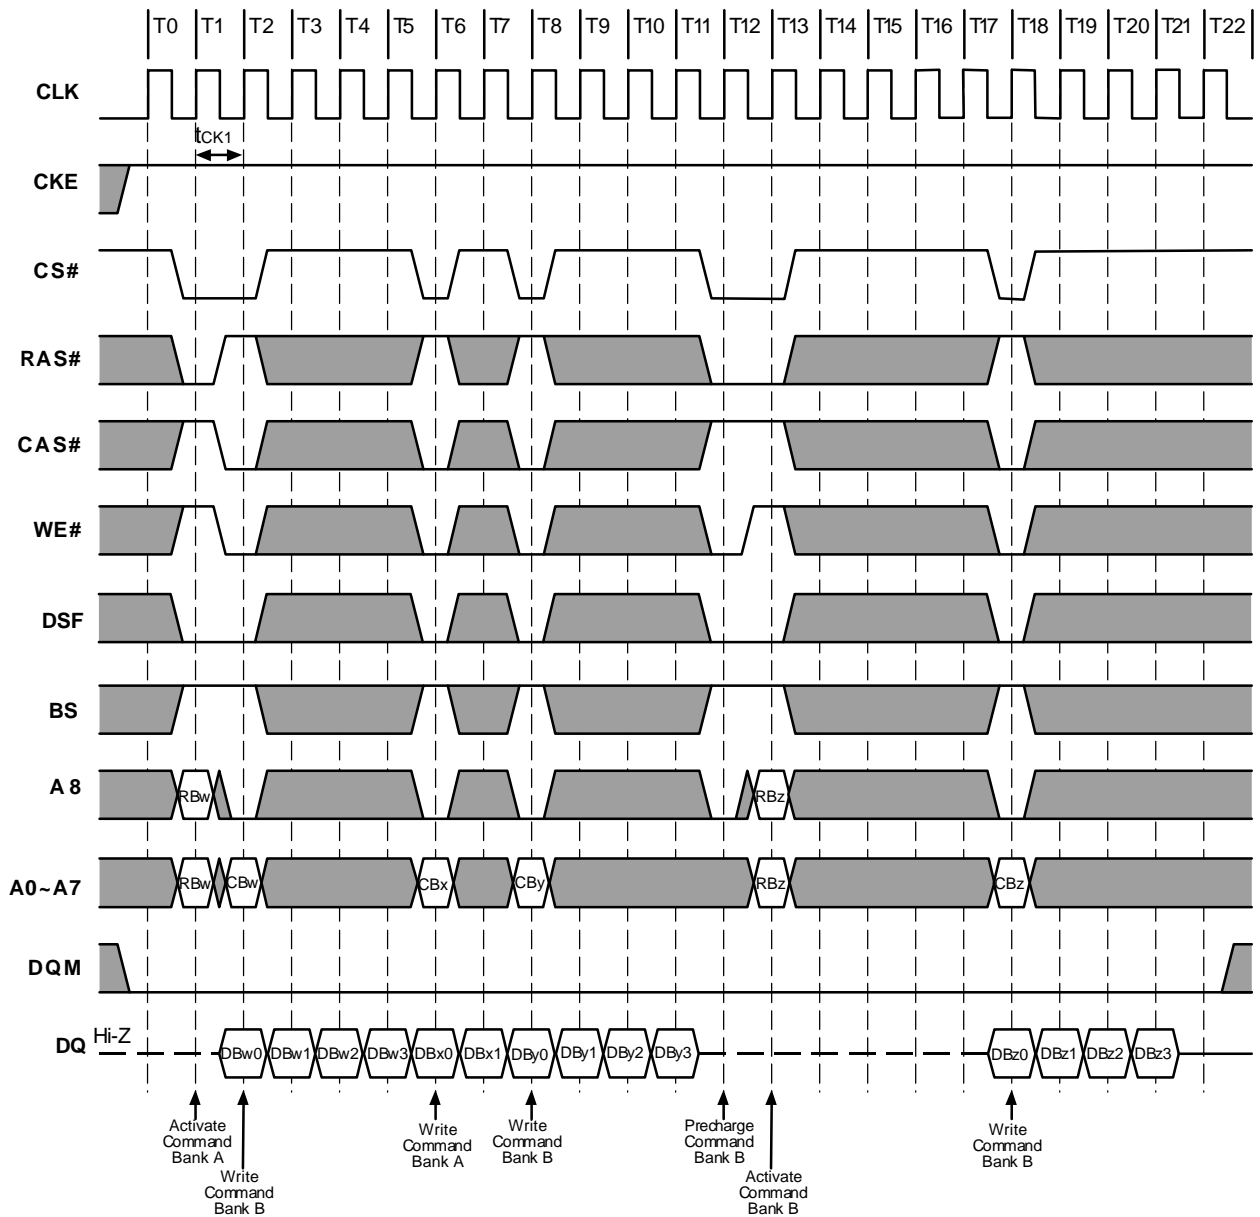 T0 T1 T2 T3 T4 T5 T6 T7 T8 T9 T10 T11 T12 T13 T14 T15 T16 T17 T18 T19 T20 T21 T22
CLK
tCK1
CKE
CS#
RAS#
CAS#
WE#
DSF
BS
A8
RBw RBz
A0~A7
RBw CBw CBx CBy RBz CBz
DQM
DQ Hi-Z
DBw0 DBw1 DBw2 DBw3 DBx0 DBx1 DBy0 DBy1 DBy2 DBy3 DBz0 DBz1 DBz2 DBz3
Activate
Command
Bank A
Write
Command
Bank B
Write
Command
Bank A
Write
Command
Bank B
Precharge
Command
Bank B
Activate
Command
Bank B
Write
Command
Bank B